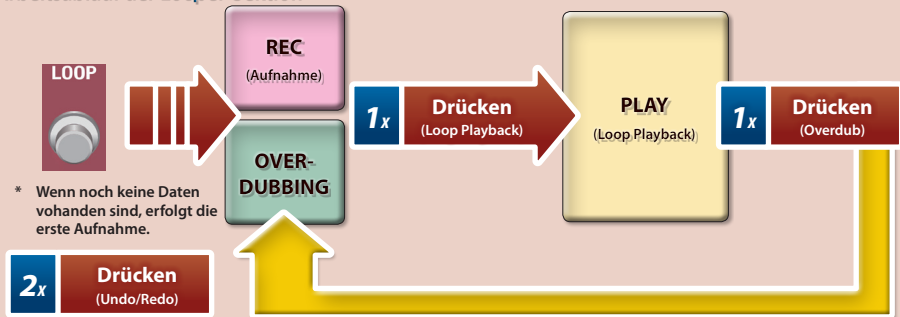 LOOP
* Wenn noch keine Daten
vohanden sind, erfolgt die
erste Aufnahme.
REC
(Aufnahme)
OVER-
DUBBING
1x
Drücken
(Loop Playback)
PLAY
(Loop Playback)
1x
Drücken
(Overdub)
2x
Drücken
(Undo/Redo)